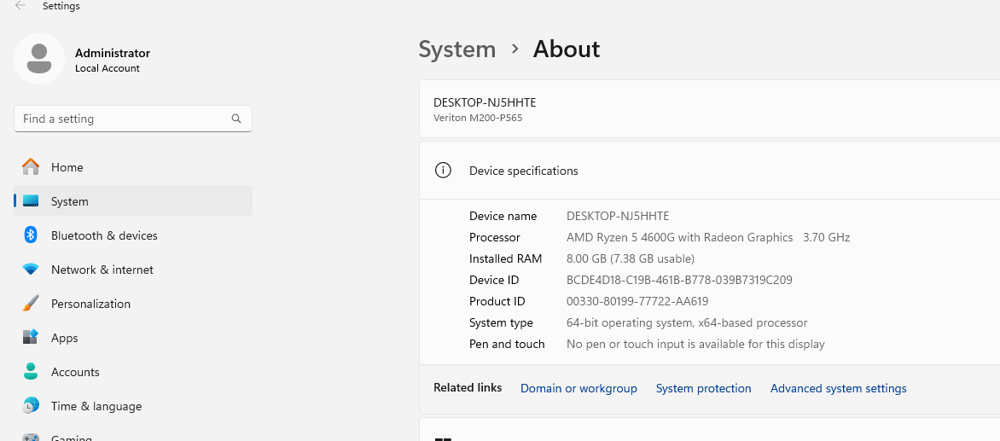 Settings
Administrator
Local Account
Find a setting
Home
System
Bluetooth & devices
Network & internet
Personalization
Apps
Accounts
Time & language
Gaming
System > About
DESKTOP-NJ5HHTE
Veriton M200-P565
Device specifications
Device name DESKTOP-NJ5HHTE
Processor AMD Ryzen 5 4600G with Radeon Graphics 3.70 GHz
Installed RAM 8.00 GB (7.38 GB usable)
Device ID BCDE4D18-C19B-461B-B778-039B7319C209
Product ID 00330-80199-77722-AA619
System type 64-bit operating system, x64-based processor
Pen and touch No pen or touch input is available for this display
Related links Domain or workgroup System protection Advanced system settings